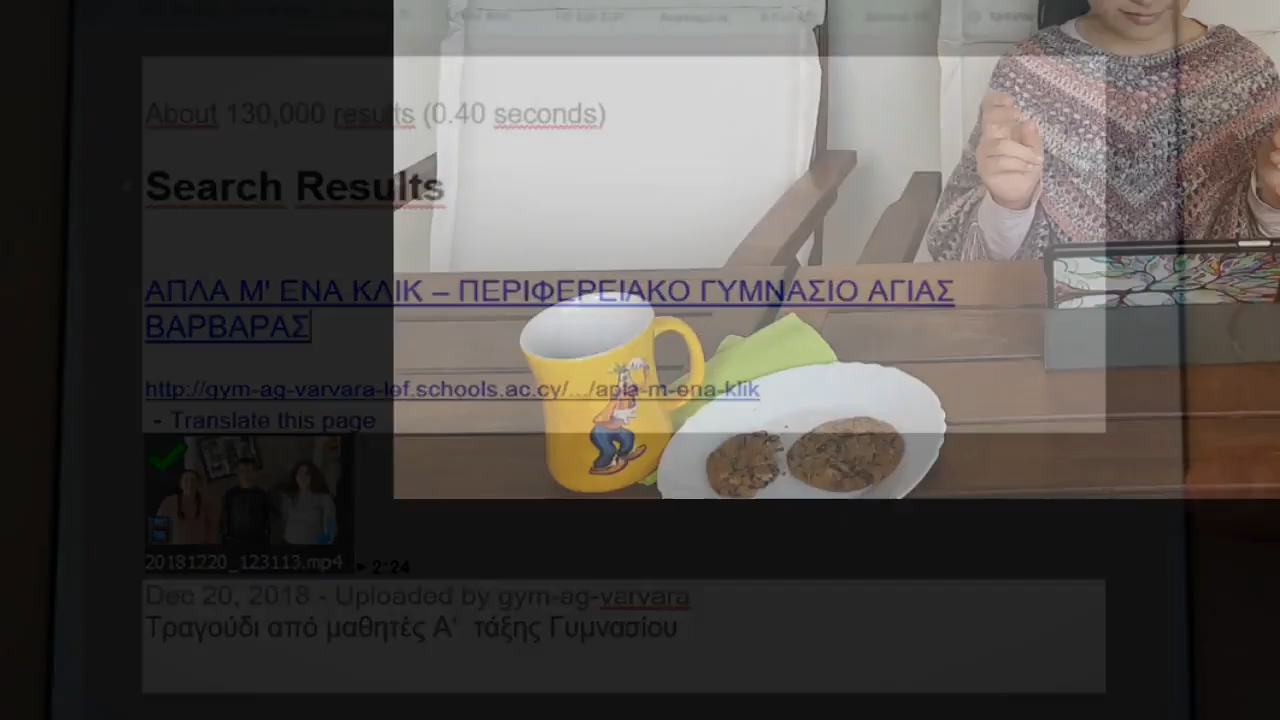 About 130,000 results (0.40 seconds)
Search Results
ΑΠΛΑ Μ' ΕΝΑ ΚΛΙΚ – ΠΕΡΙΦΕΡΕΙΑΚΟ ΓΥΜΝΑΣΙΟ ΑΓΙΑΣ
ΒΑΡΒΑΡΑΣ
http://gym-ag-varvara-lef.schools.ac.cy/.../apla-m-ena-klik
- Translate this page
20181220_123113.mp4
2:24
Dec 20, 2018 - Uploaded by gym-ag-varvara
Τραγούδι από μαθητές Α' τάξης Γυμνασίου